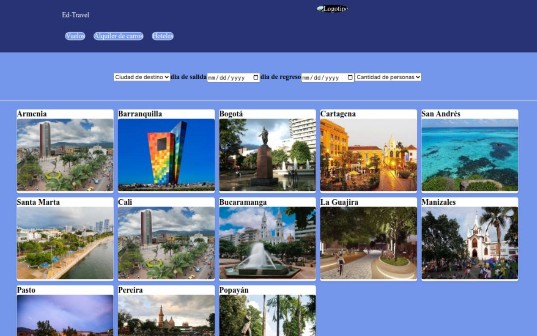 Ed-Travel
Logotipo
Vuelos Alquiler de carros Hoteles
Ciudad de destino dia de salida mm/dd/yyyy dia de regreso mm/dd/yyyy Cantidad de personas
Armenia Barranquilla Bogotá Cartagena San Andrés
Santa Marta Cali Bucaramanga La Guajira Manizales
Pasto Pereira Popayán